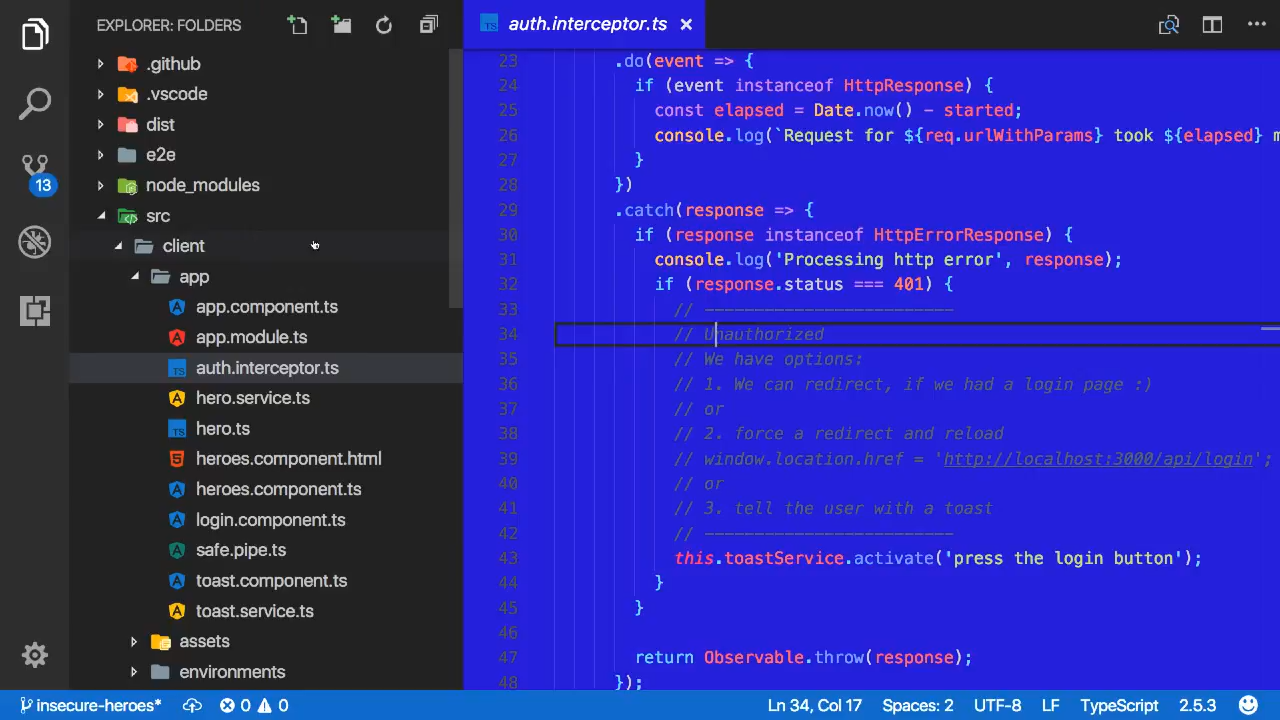 EXPLORER: FOLDERS
.github
.vscode
dist
e2e
node_modules
src
client
app
app.component.ts
app.module.ts
TS auth.interceptor.ts
hero.service.ts
TS hero.ts
heroes.component.html
heroes.component.ts
login.component.ts
safe.pipe.ts
toast.component.ts
toast.service.ts
assets
environments
13
TS auth.interceptor.ts
23 .do(event => {
24 if (event instanceof HttpResponse) {
25 const elapsed = Date.now() - started;
26 console.log(`Request for ${req.urlWithParams} took ${elapsed} m
27 }
28 })
29 .catch(response => {
30 if (response instanceof HttpErrorResponse) {
31 console.log('Processing http error', response);
32 if (response.status === 401) {
33 // -------------------------
34 // Unauthorized
35 // We have options:
36 // 1. We can redirect, if we had a login page :)
37 // or
38 // 2. force a redirect and reload
39 // window.location.href = 'http://localhost:3000/api/login';
40 // or
41 // 3. tell the user with a toast
42 // -------------------------
43 this.toastService.activate('press the login button');
44 }
45 }
46
47 return Observable.throw(response);
48 });
insecure-heroes* 0 0 Ln 34, Col 17 Spaces: 2 UTF-8 LF TypeScript 2.5.3